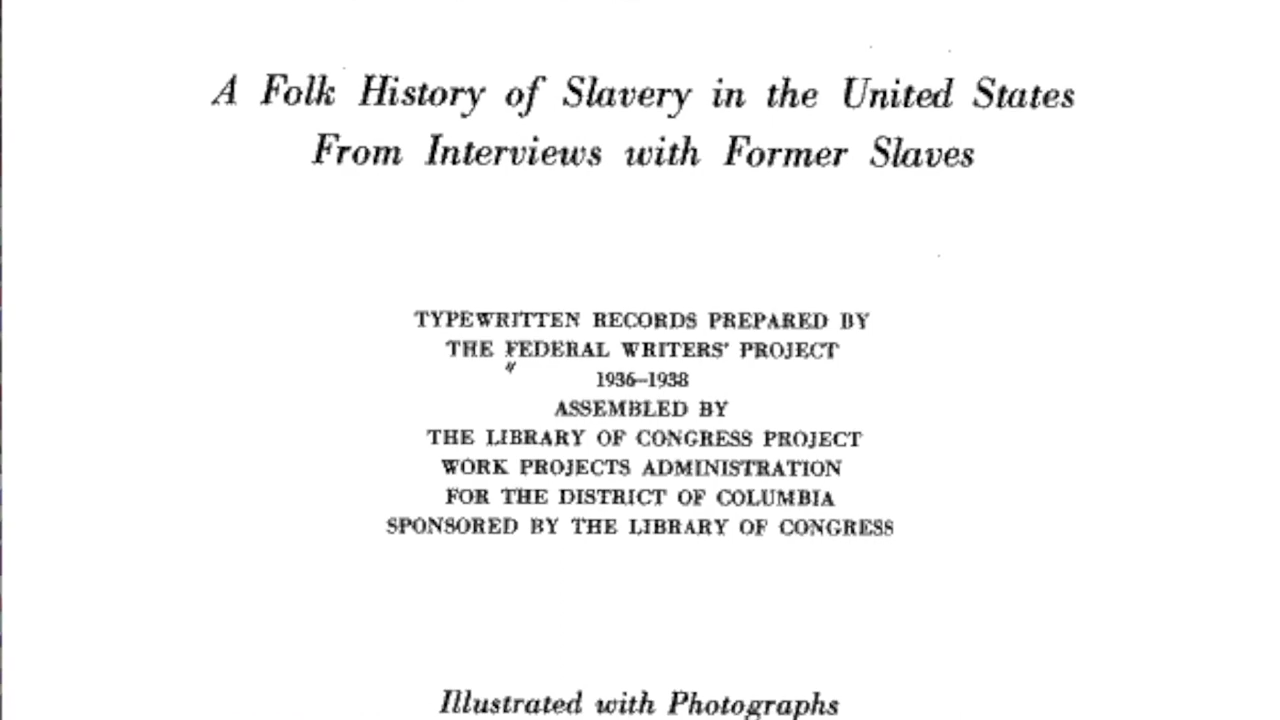 A Folk History of Slavery in the United States
From Interviews with Former Slaves
TYPEWRITTEN RECORDS PREPARED BY
THE FEDERAL WRITERS' PROJECT
1936–1938
ASSEMBLED BY
THE LIBRARY OF CONGRESS PROJECT
WORK PROJECTS ADMINISTRATION
FOR THE DISTRICT OF COLUMBIA
SPONSORED BY THE LIBRARY OF CONGRESS
Illustrated with Photographs